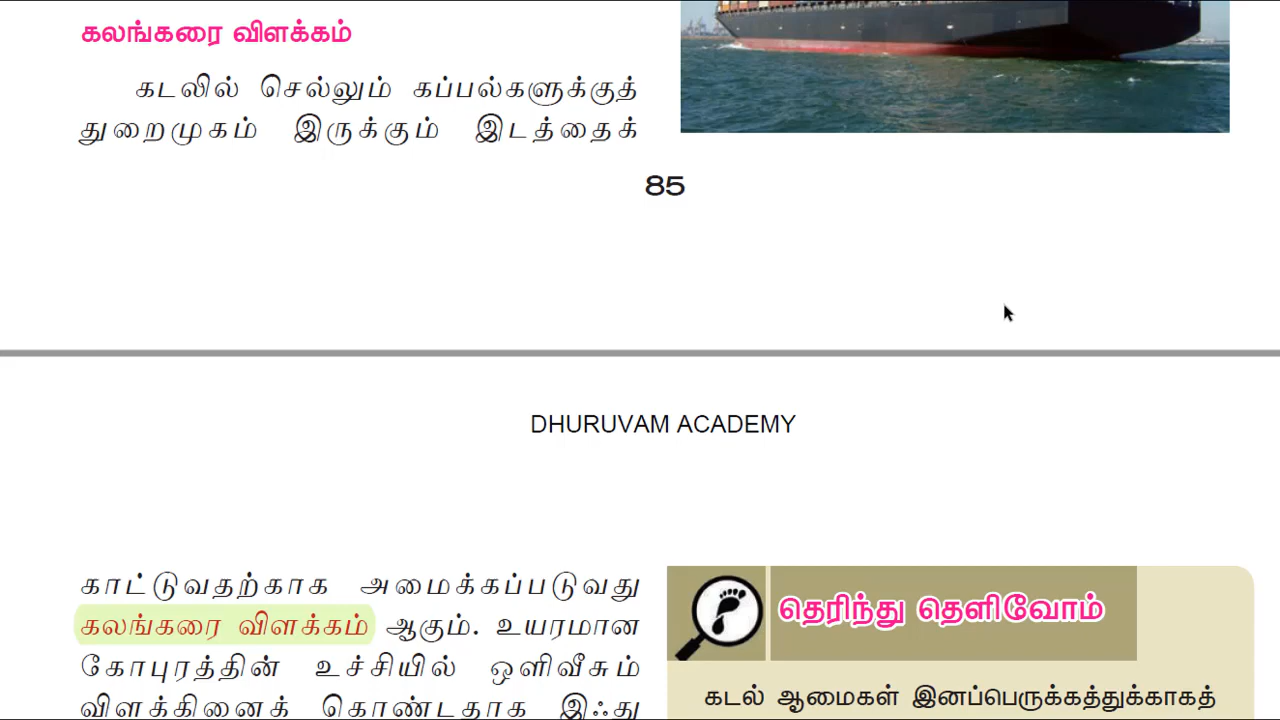 கலங்கரை விளக்கம்
கடலில் செல்லும் கப்பல்களுக்குத்
துறைமுகம் இருக்கும் இடத்தைக்
85
DHURUVAM ACADEMY
காட்டுவதற்காக அமைக்கப்படுவது
கலங்கரை விளக்கம் ஆகும். உயரமான
கோபுரத்தின் உச்சியில் ஒளிவீசும்
விளக்கினைக் கொண்டதாக இஃது
தெரிந்து தெளிவோம்
கடல் ஆமைகள் இனப்பெருக்கத்துக்காகத்